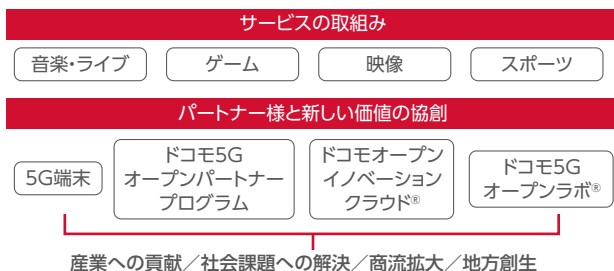 サービスの取組み
音楽・ライブ
ゲーム
映像
スポーツ
パートナー様と新しい価値の協創
5G端末
ドコモ5G
オープンパートナー
プログラム
ドコモオープン
イノベーション
クラウド®
ドコモ5G
オープンラボ®
産業への貢献／社会課題への解決／商流拡大／地方創生